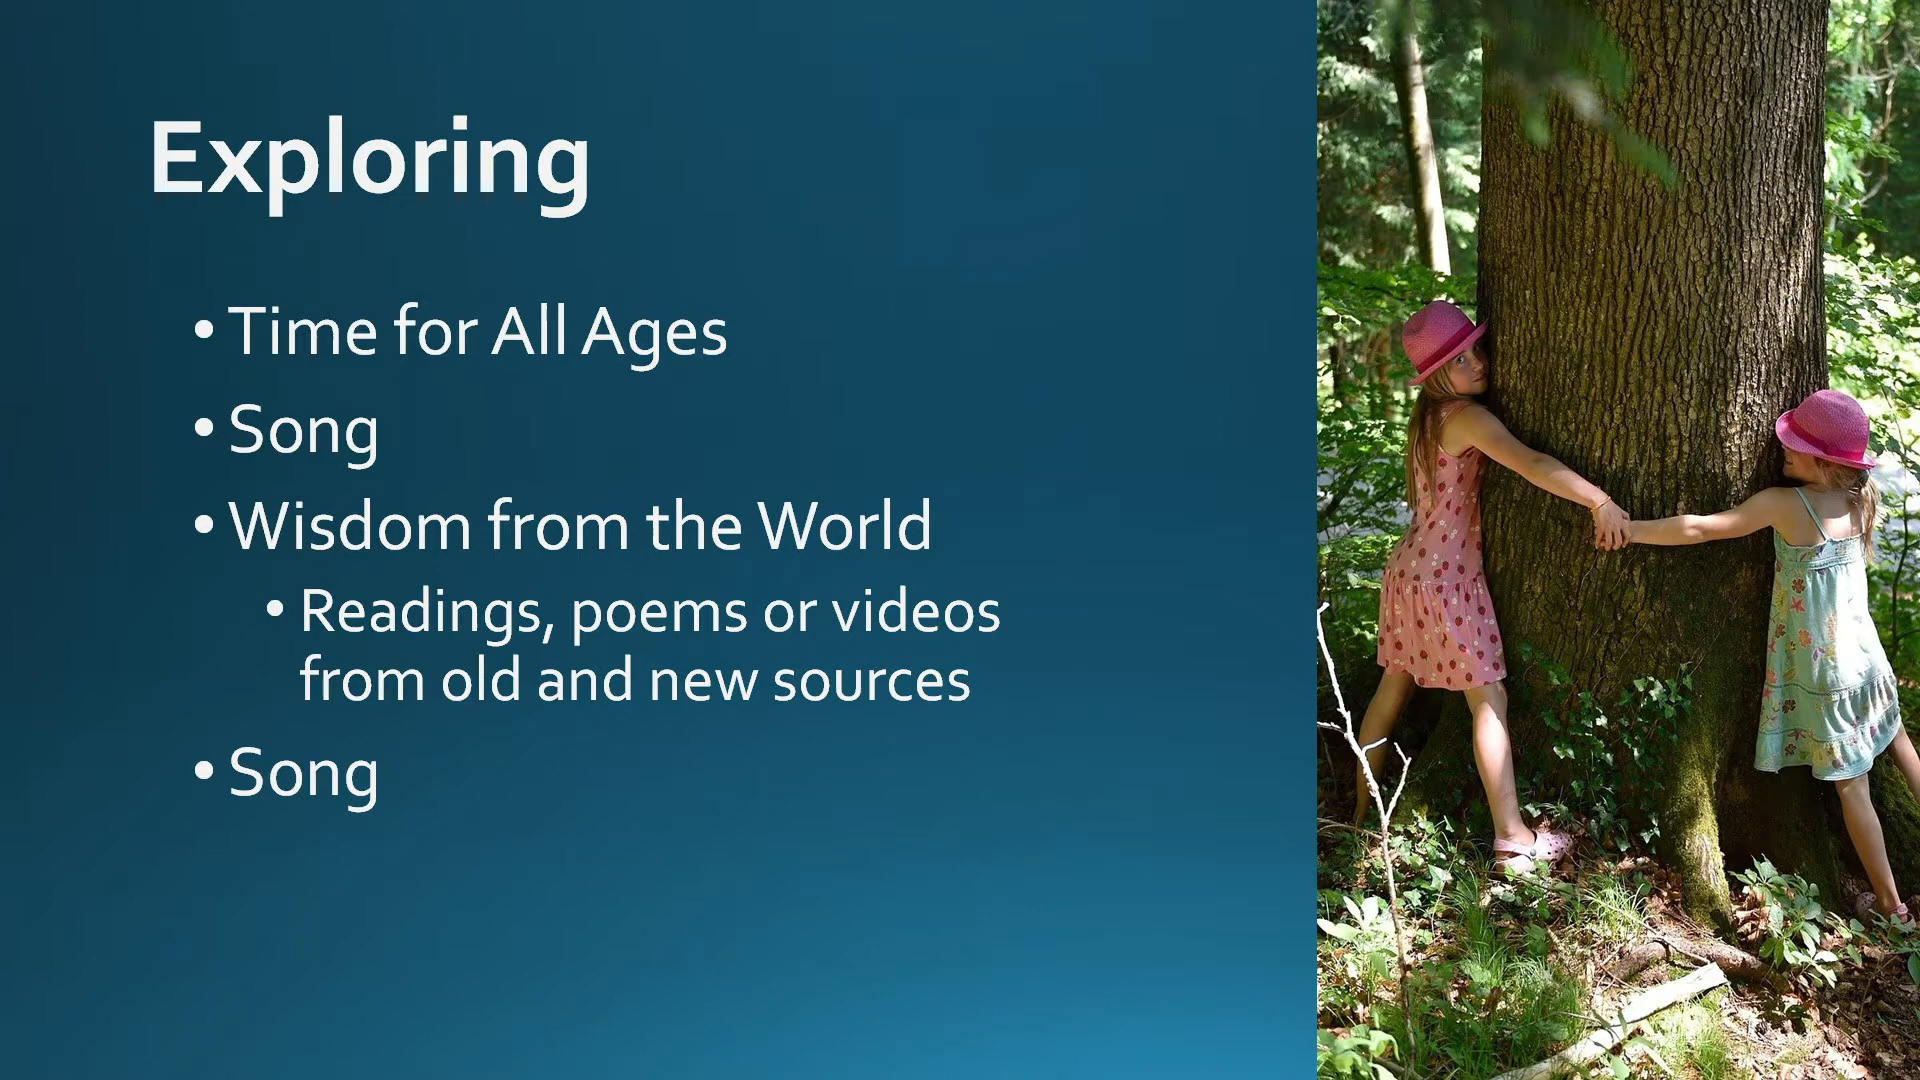 Exploring
• Time for All Ages
• Song
• Wisdom from the World
• Readings, poems or videos
from old and new sources
• Song